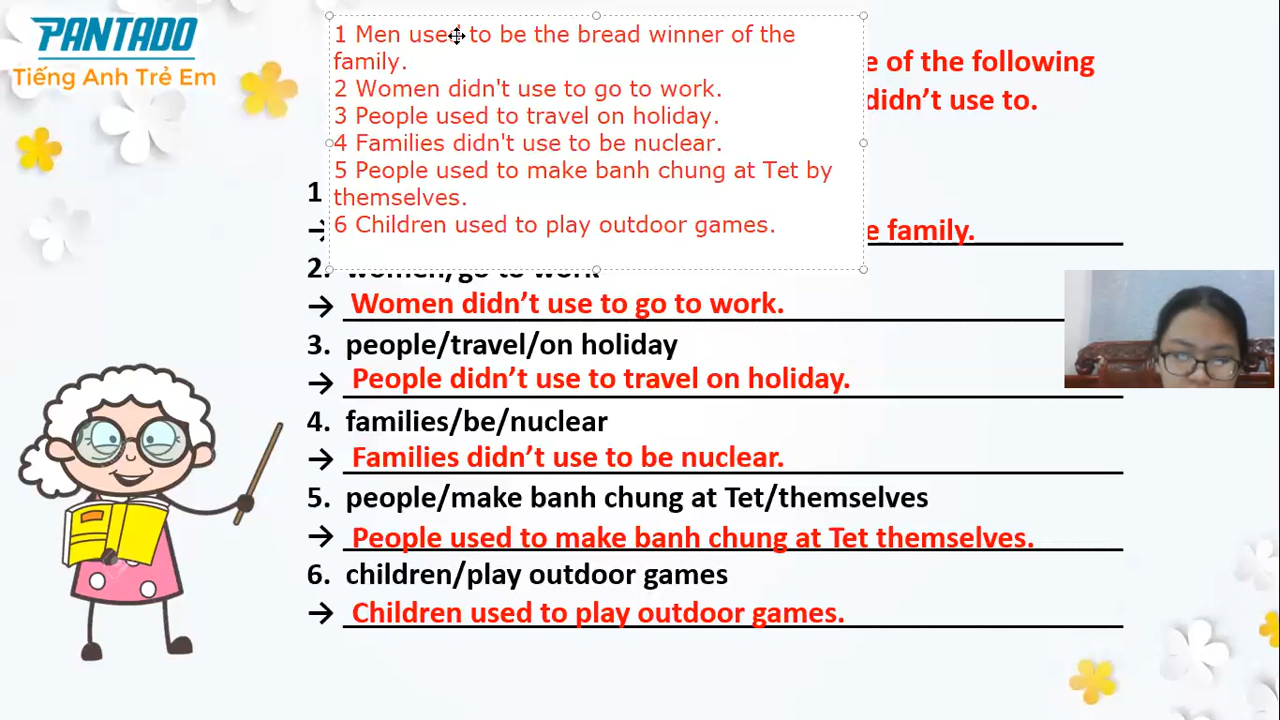 PANTADO
Tiếng Anh Trẻ Em
1 Men used to be the bread winner of the
family.
2 Women didn't use to go to work.
3 People used to travel on holiday.
4 Families didn't use to be nuclear.
5 People used to make banh chung at Tet by
themselves.
6 Children used to play outdoor games.
of the following
didn’t use to.
1
→ family.
2. women/go to work
→ Women didn’t use to go to work.
3. people/travel/on holiday
→ People didn’t use to travel on holiday.
4. families/be/nuclear
→ Families didn’t use to be nuclear.
5. people/make banh chung at Tet/themselves
→ People used to make banh chung at Tet themselves.
6. children/play outdoor games
→ Children used to play outdoor games.